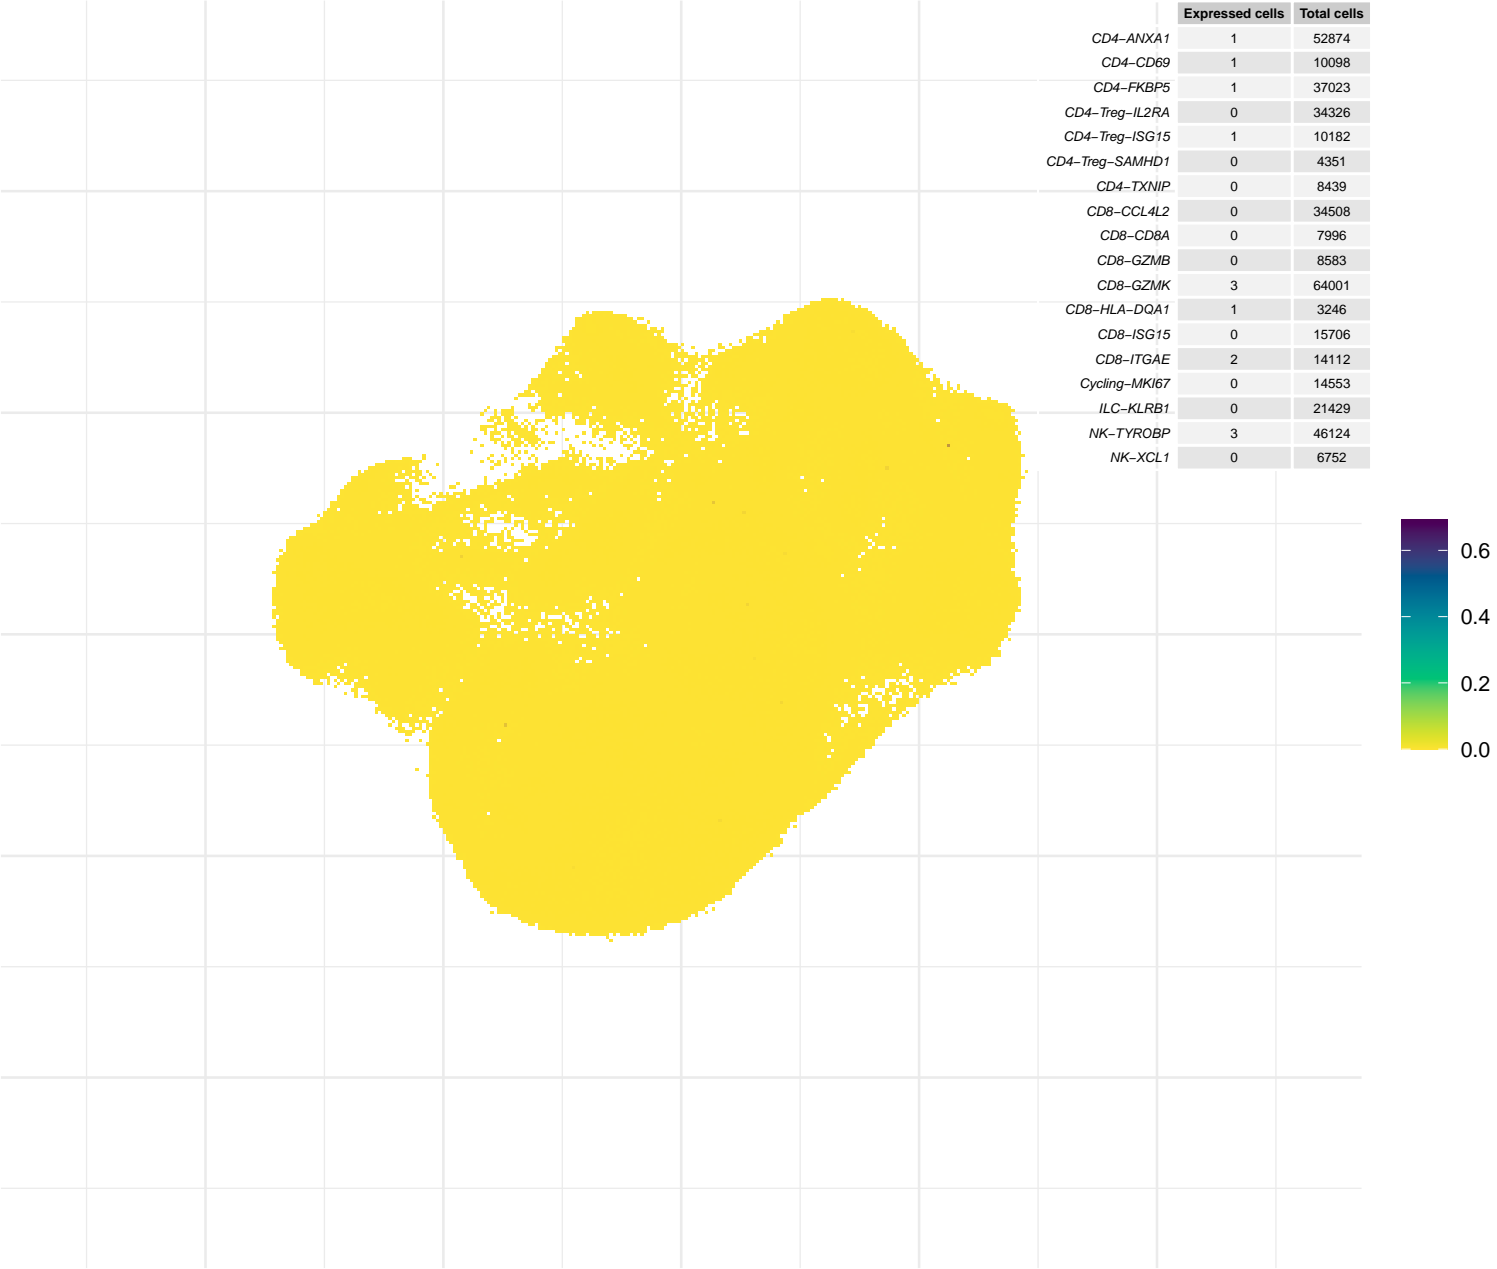 Expressed cells Total cells
CD4−ANXA1 1 52874
CD4−CD69 1 10098
CD4−FKBP5 1 37023
CD4−Treg−IL2RA 0 34326
CD4−Treg−ISG15 1 10182
CD4−Treg−SAMHD1 0 4351
CD4−TXNIP 0 8439
CD8−CCL4L2 0 34508
CD8−CD8A 0 7996
CD8−GZMB 0 8583
CD8−GZMK 3 64001
CD8−HLA−DQA1 1 3246
CD8−ISG15 0 15706
CD8−ITGAE 2 14112
Cycling−MKI67 0 14553
ILC−KLRB1 0 21429
NK−TYROBP 3 46124
NK−XCL1 0 6752
0.6
0.4
0.2
0.0